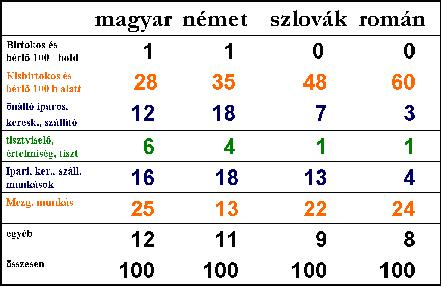 magyar német szlovák román
Birtokos és
bérlő 100 - hold 1 1 0 0
Kisbirtokos és
bérlő 100 h alatt 28 35 48 60
önálló iparos,
keresk., szállító 12 18 7 3
tisztviselő,
értelmiség, tiszt 6 4 1 1
Ipari, ker., száll.
munkások 16 18 13 4
Mezg. munkás 25 13 22 24
egyéb 12 11 9 8
összesen 100 100 100 100